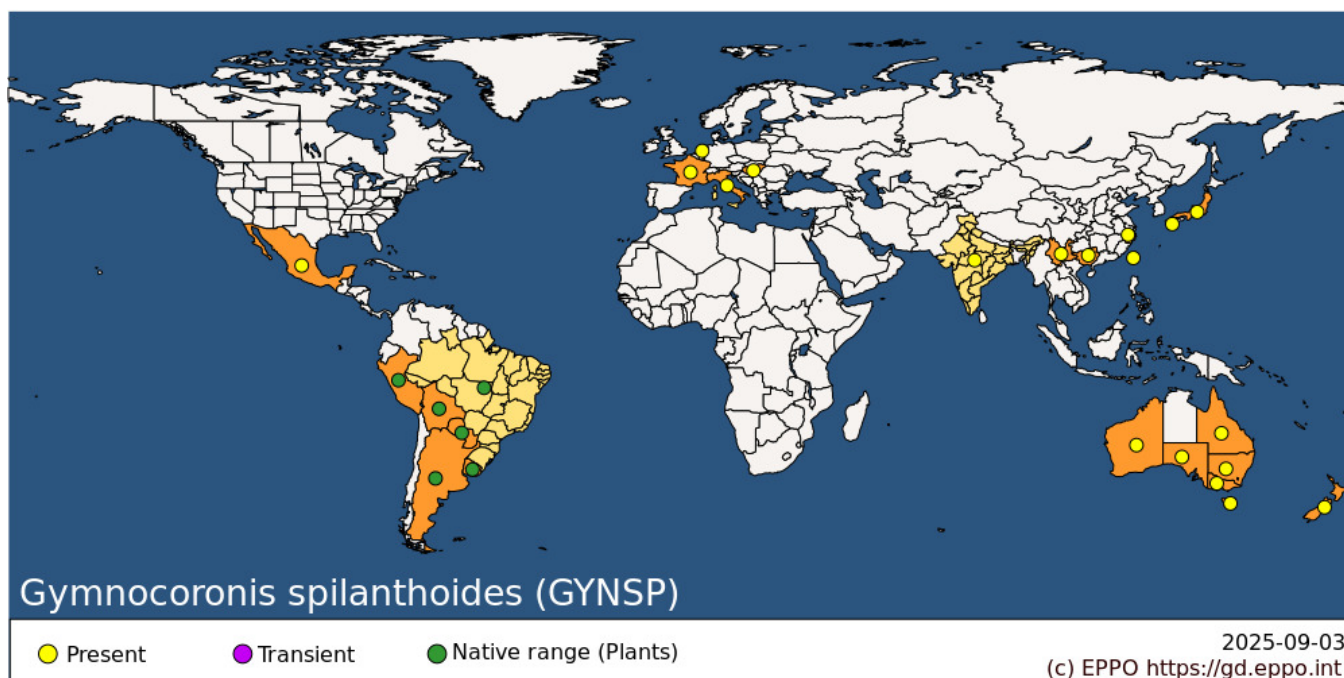 Gymnocoronis spilanthoides (GYNSP)
Present
Transient
Native range (Plants)
2025-09-03
(c) EPPO https://gd.eppo.int